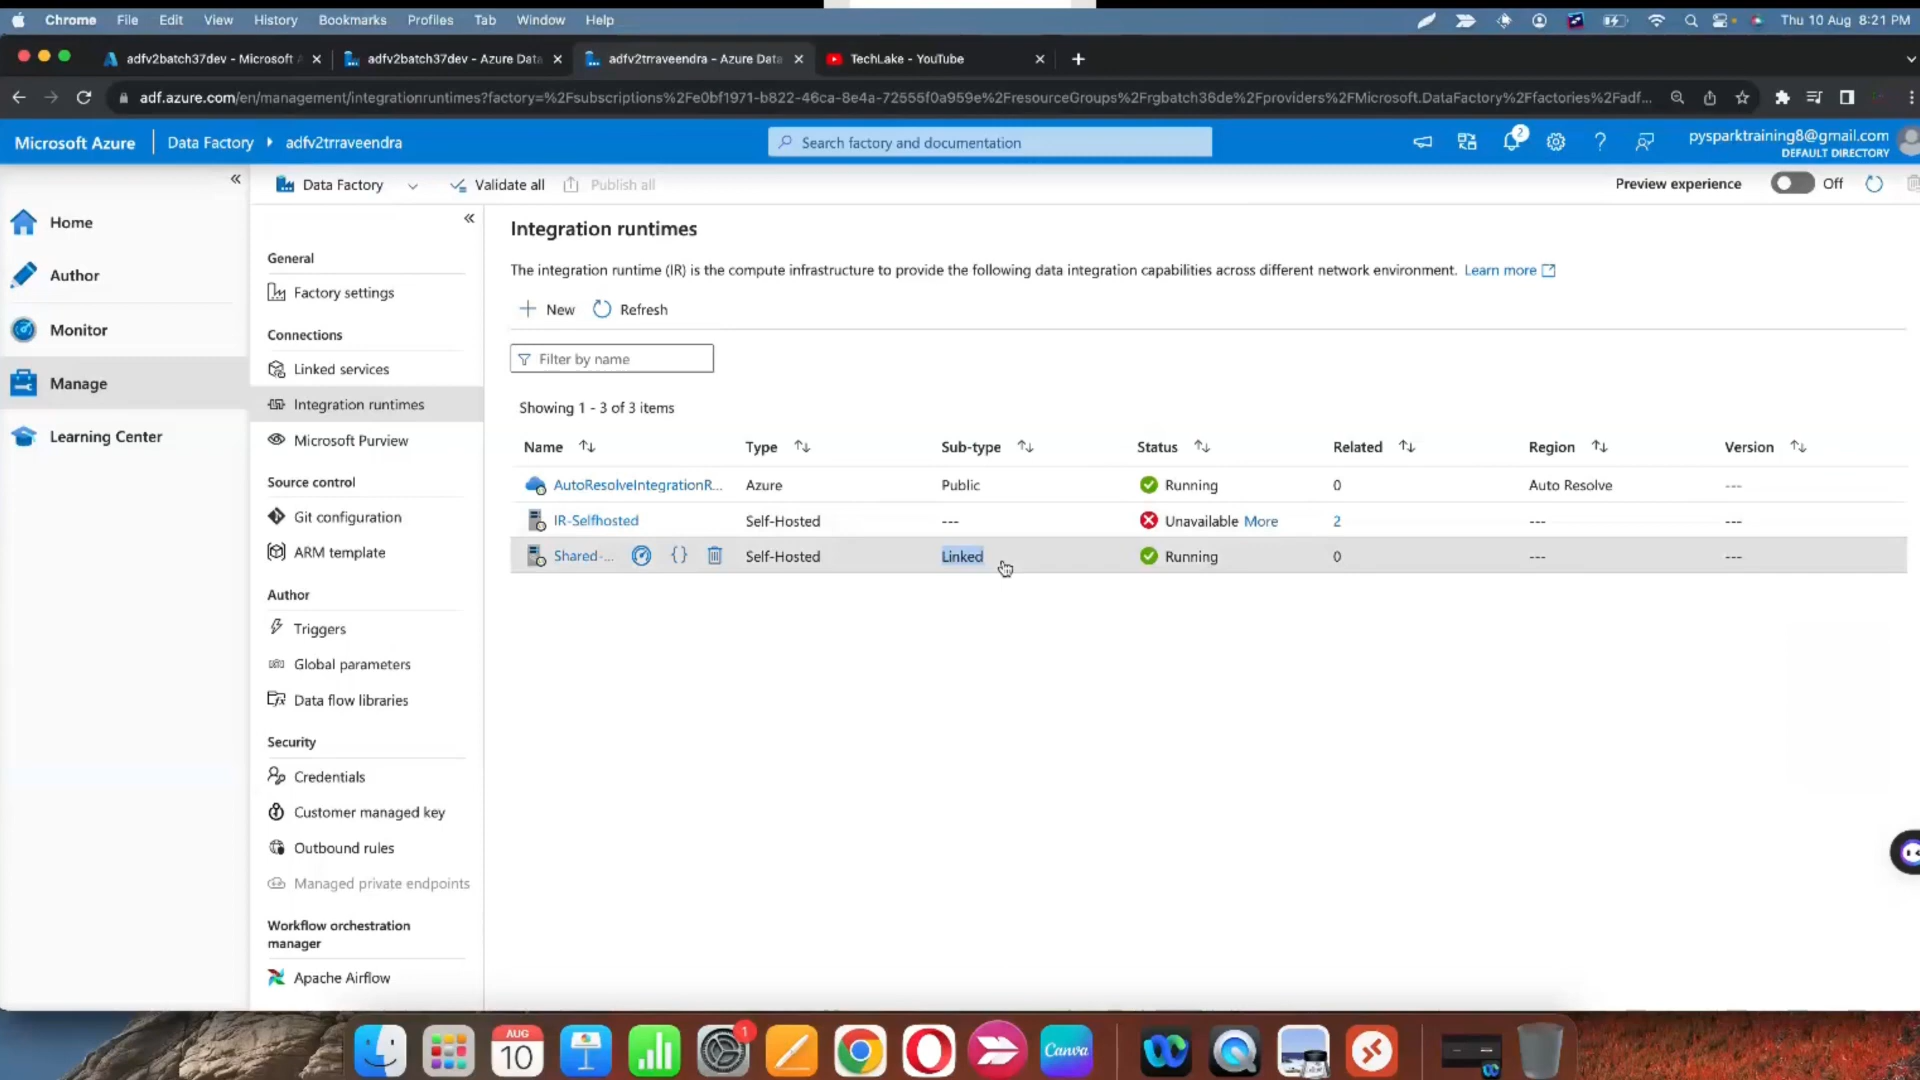 Chrome File Edit View History Bookmarks Profiles Tab Window Help Thu 10 Aug 8:21 PM
adfv2batch37dev - Microsoft A adfv2batch37dev - Azure Data adfv2trraveendra - Azure Data TechLake - YouTube
adf.azure.com/en/management/integrationruntimes?factory=%2Fsubscriptions%2Fe0bf1971-b822-46ca-8e4a-72555f0a959e%2FresourceGroups%2Frgbatch36de%2Fproviders%2FMicrosoft.DataFactory%2Ffactories%2Fadf...
Microsoft Azure Data Factory adfv2trraveendra Search factory and documentation 2 pysparktraining8@gmail.com
DEFAULT DIRECTORY
Data Factory Validate all Publish all Preview experience Off
Home
Author
Monitor
Manage
Learning Center
General
Factory settings
Connections
Linked services
Integration runtimes
Microsoft Purview
Source control
Git configuration
ARM template
Author
Triggers
Global parameters
Data flow libraries
Security
Credentials
Customer managed key
Outbound rules
Managed private endpoints
Workflow orchestration
manager
Apache Airflow
Integration runtimes
The integration runtime (IR) is the compute infrastructure to provide the following data integration capabilities across different network environment. Learn more
New Refresh
Filter by name
Showing 1 - 3 of 3 items
Name Type Sub-type Status Related Region Version
AutoResolveIntegrationR... Azure Public Running 0 Auto Resolve ---
IR-Selfhosted Self-Hosted --- Unavailable More 2 --- ---
Shared-... {} Self-Hosted Linked Running 0 --- ---
AUG
10
1
Canva